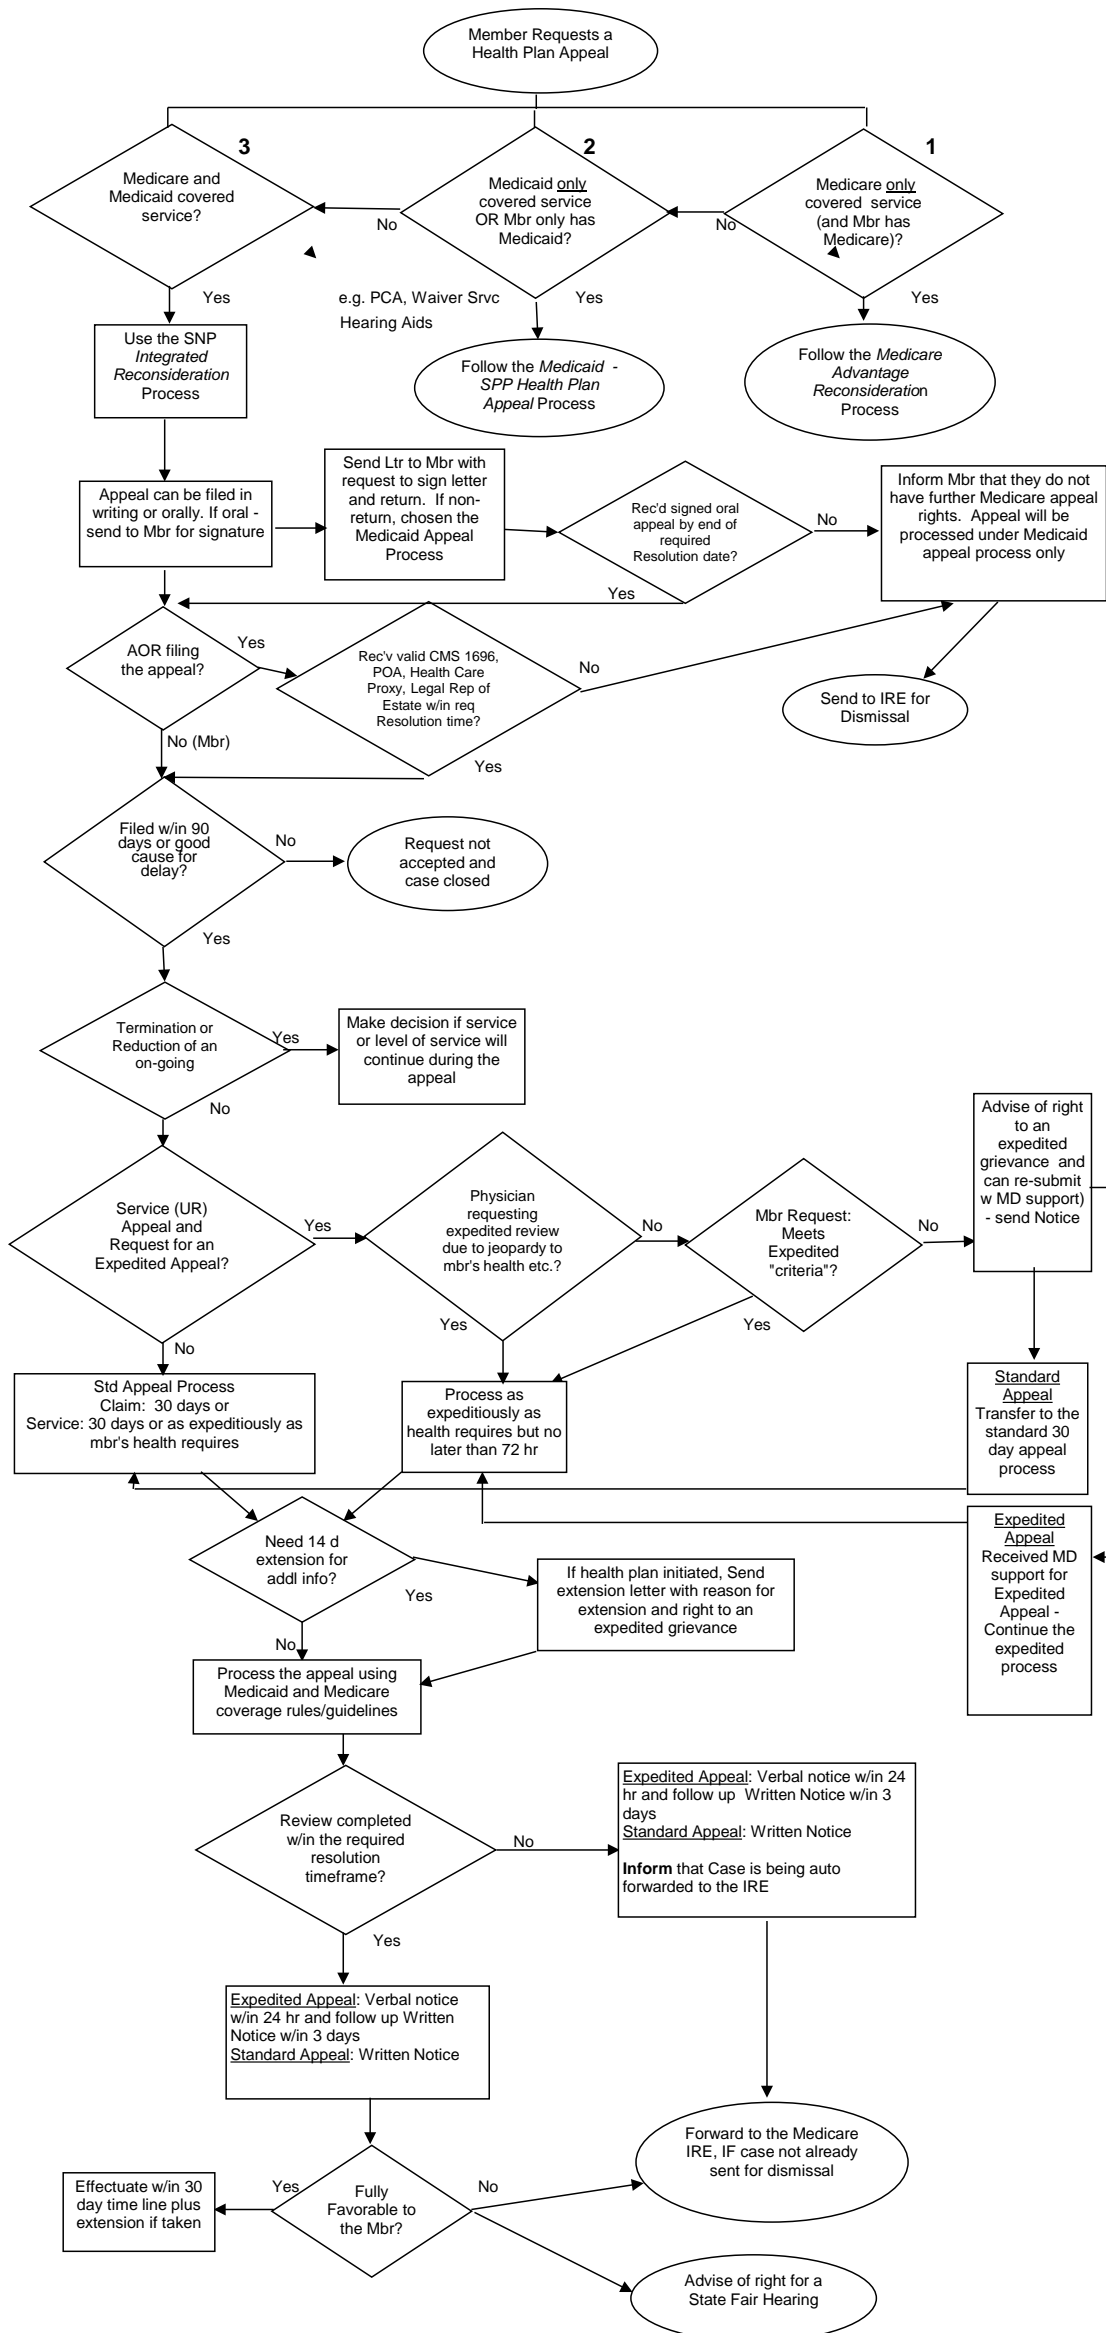 Member Requests a
Health Plan Appeal
3
Medicare and
Medicaid covered
service?
2
Medicaid only
covered service
OR Mbr only has
Medicaid?
1
Medicare only
covered service
(and Mbr has
Medicare)?
No
No
Yes
Yes
Yes
e.g. PCA, Waiver Srvc
Hearing Aids
Use the SNP
Integrated
Reconsideration
Process
Follow the Medicaid -
SPP Health Plan
Appeal Process
Follow the Medicare
Advantage
Reconsideration
Process
Appeal can be filed in
writing or orally. If oral -
send to Mbr for signature
Send Ltr to Mbr with
request to sign letter
and return. If non-
return, chosen the
Medicaid Appeal
Process
Rec'd signed oral
appeal by end of
required
Resolution date?
No
Inform Mbr that they do not
have further Medicare appeal
rights. Appeal will be
processed under Medicaid
appeal process only
Yes
AOR filing
the appeal?
Yes
Rec'v valid CMS 1696,
POA, Health Care
Proxy, Legal Rep of
Estate w/in req
Resolution time?
No
Send to IRE for
Dismissal
No (Mbr)
Yes
Filed w/in 90
days or good
cause for
delay?
No
Request not
accepted and
case closed
Yes
Termination or
Reduction of an
on-going
Yes
Make decision if service
or level of service will
continue during the
appeal
No
Service (UR)
Appeal and
Request for an
Expedited Appeal?
Yes
Physician
requesting
expedited review
due to jeopardy to
mbr's health etc.?
No
Mbr Request:
Meets
Expedited
"criteria"?
No
Advise of right
to an
expedited
grievance and
can re-submit
w MD support)
- send Notice
Yes
Yes
No
Std Appeal Process
Claim: 30 days or
Service: 30 days or as expeditiously as
mbr's health requires
Process as
expeditiously as
health requires but no
later than 72 hr
Standard
Appeal
Transfer to the
standard 30
day appeal
process
Need 14 d
extension for
addl info?
Yes
If health plan initiated, Send
extension letter with reason for
extension and right to an
expedited grievance
Expedited
Appeal
Received MD
support for
Expedited
Appeal -
Continue the
expedited
process
No
Process the appeal using
Medicaid and Medicare
coverage rules/guidelines
Review completed
w/in the required
resolution
timeframe?
No
Expedited Appeal: Verbal notice w/in 24
hr and follow up Written Notice w/in 3
days
Standard Appeal: Written Notice
Inform that Case is being auto
forwarded to the IRE
Yes
Expedited Appeal: Verbal notice
w/in 24 hr and follow up Written
Notice w/in 3 days
Standard Appeal: Written Notice
Forward to the Medicare
IRE, IF case not already
sent for dismissal
Effectuate w/in 30
day time line plus
extension if taken
Yes
Fully
Favorable to
the Mbr?
No
Advise of right for a
State Fair Hearing